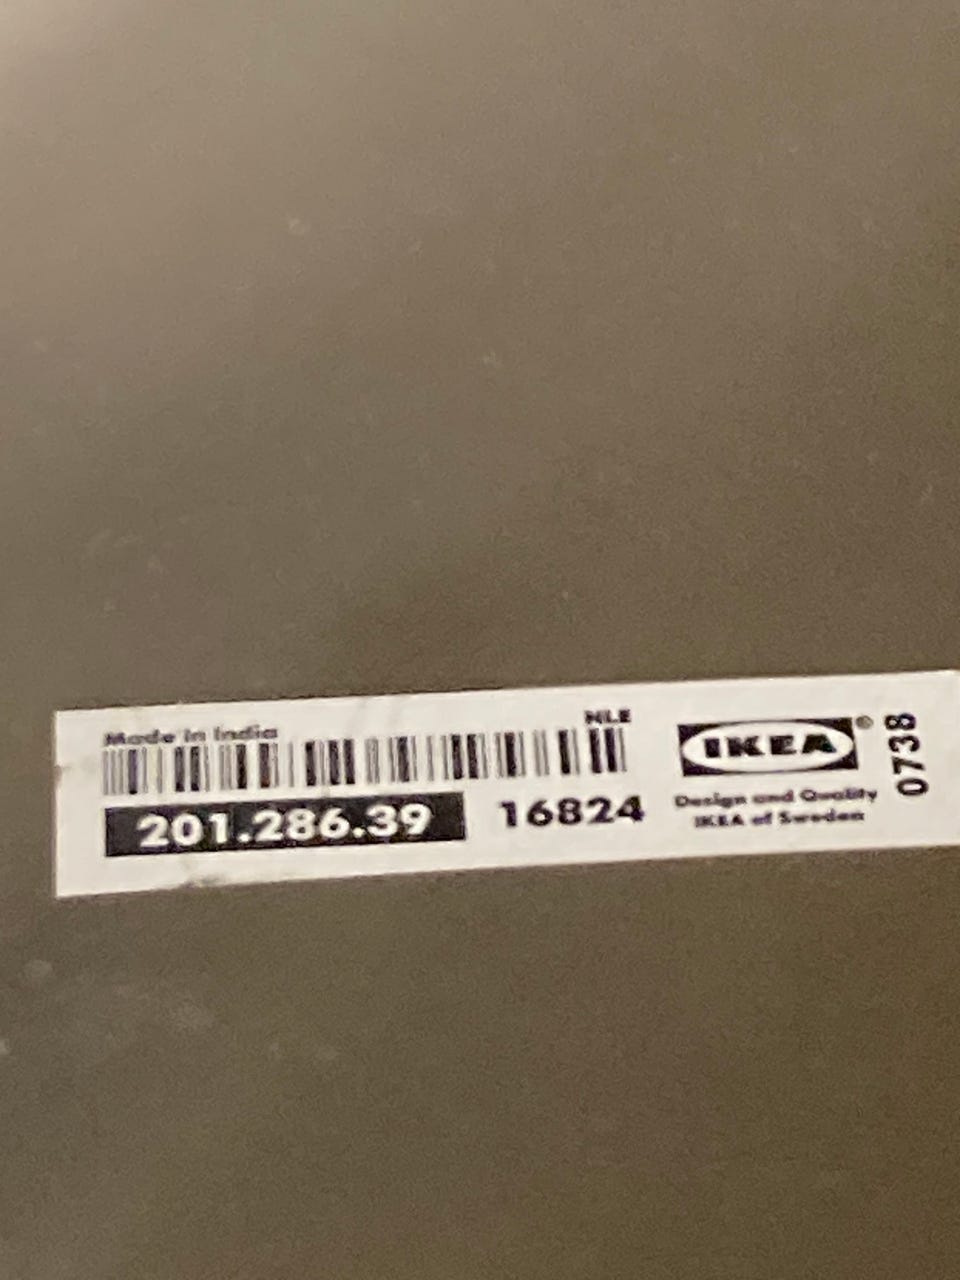 Made in India
NLE
201.286.39
16824
IKEA®
Design and Quality
IKEA of Sweden
0738